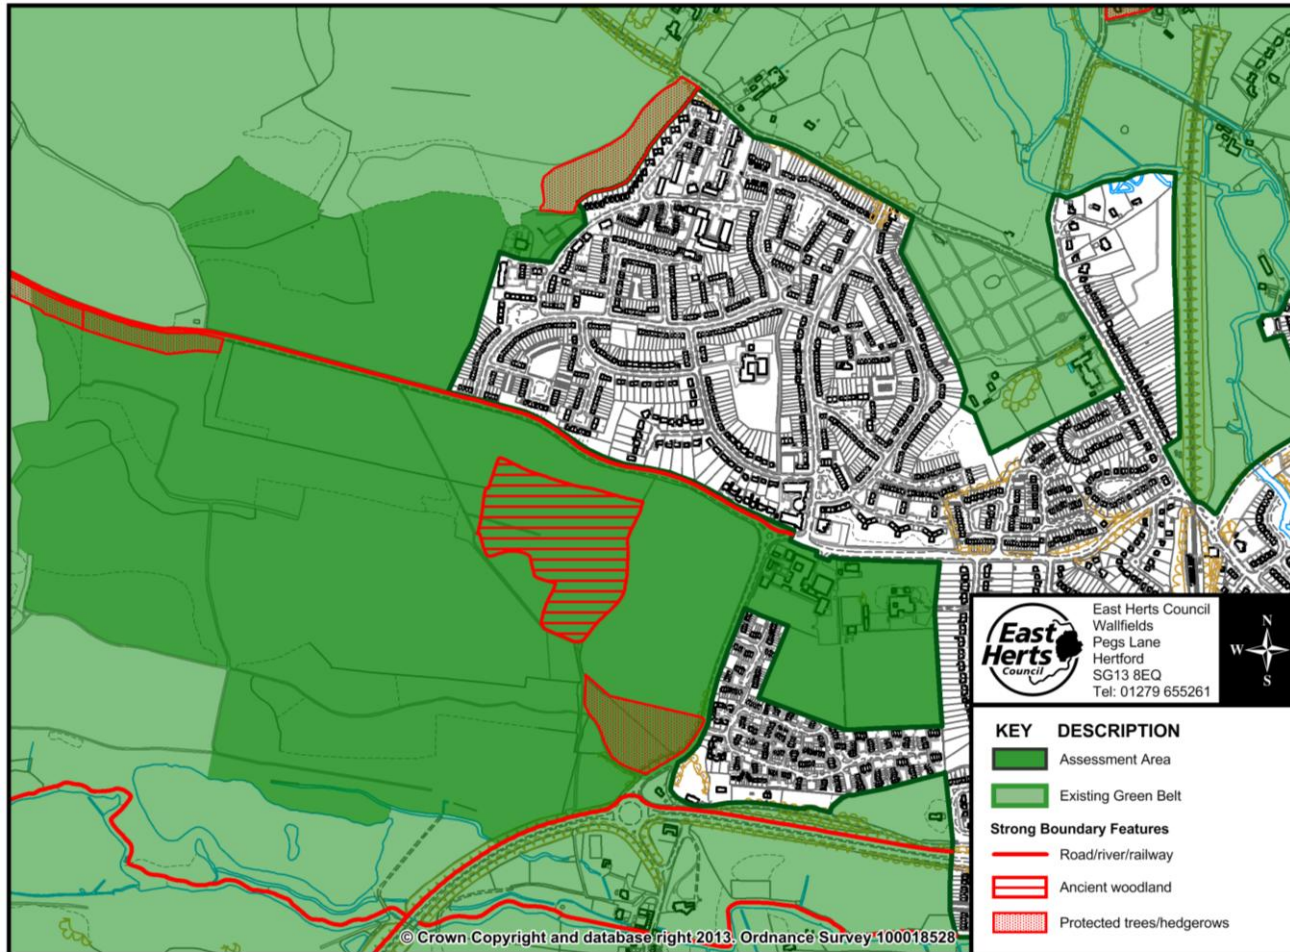 East
Herts
Council
East Herts Council
Wallfields
Pegs Lane
Hertford
SG13 8EQ
Tel: 01279 655261
N
W E
S
KEY DESCRIPTION
Assessment Area
Existing Green Belt
Strong Boundary Features
Road/river/railway
Ancient woodland
Protected trees/hedgerows
© Crown Copyright and database right 2013. Ordnance Survey 100018528